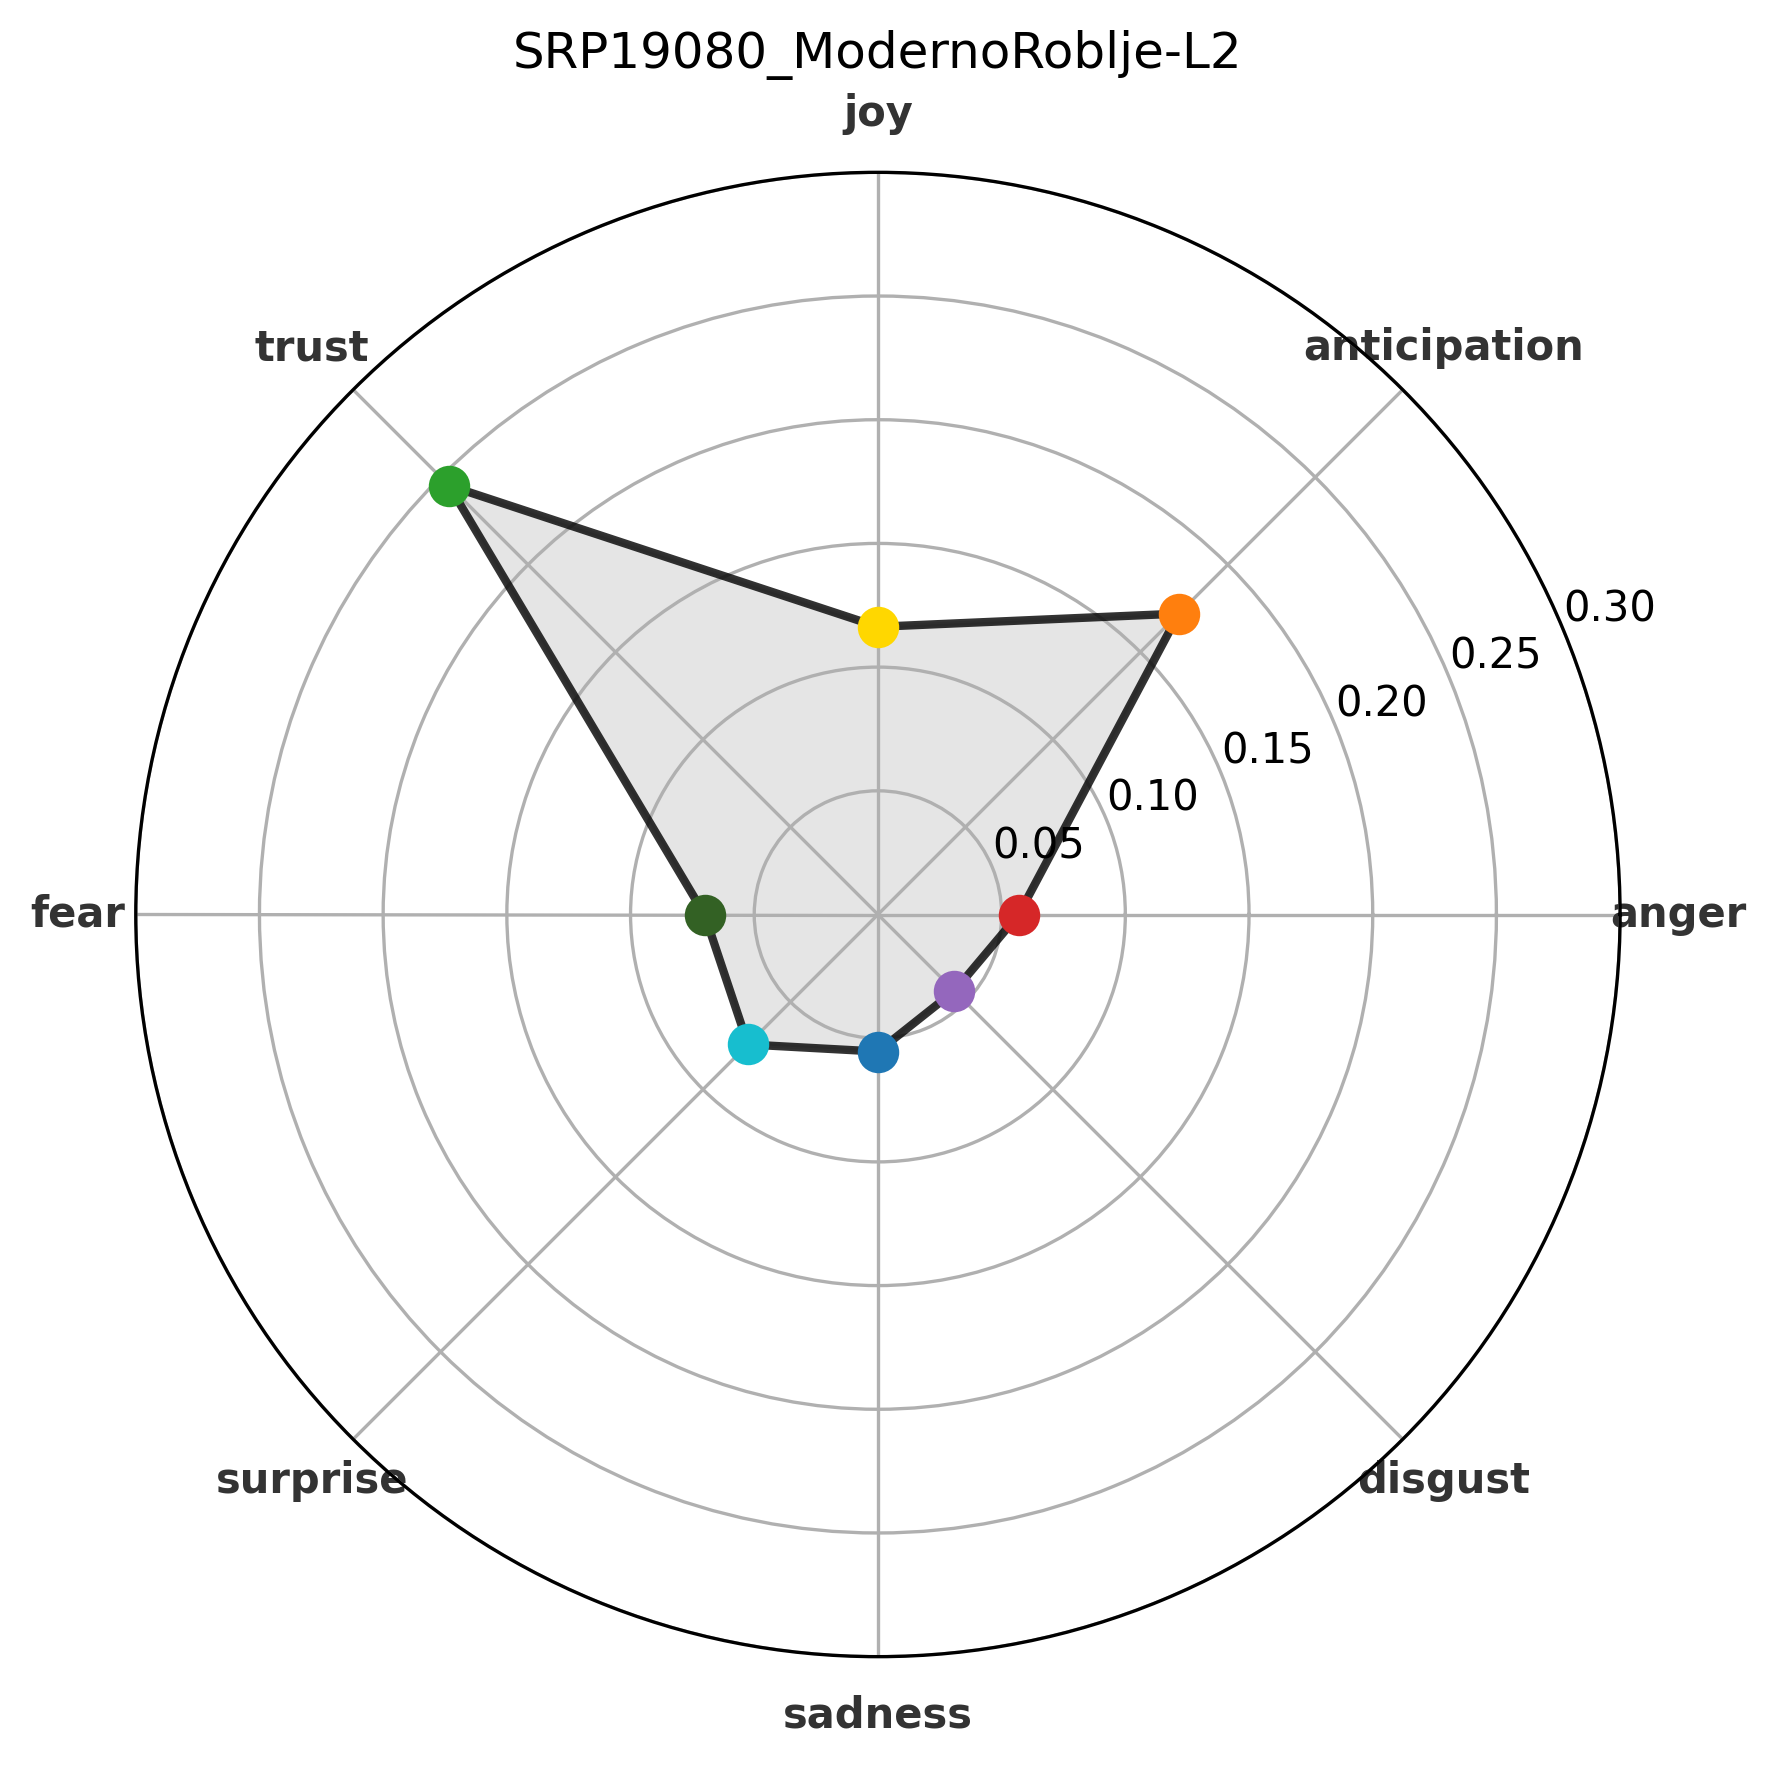 SRP19080_ModernoRoblje-L2
joy
trust
anticipation
0.30
0.25
0.20
0.15
0.10
0.05
fear
anger
surprise
disgust
sadness